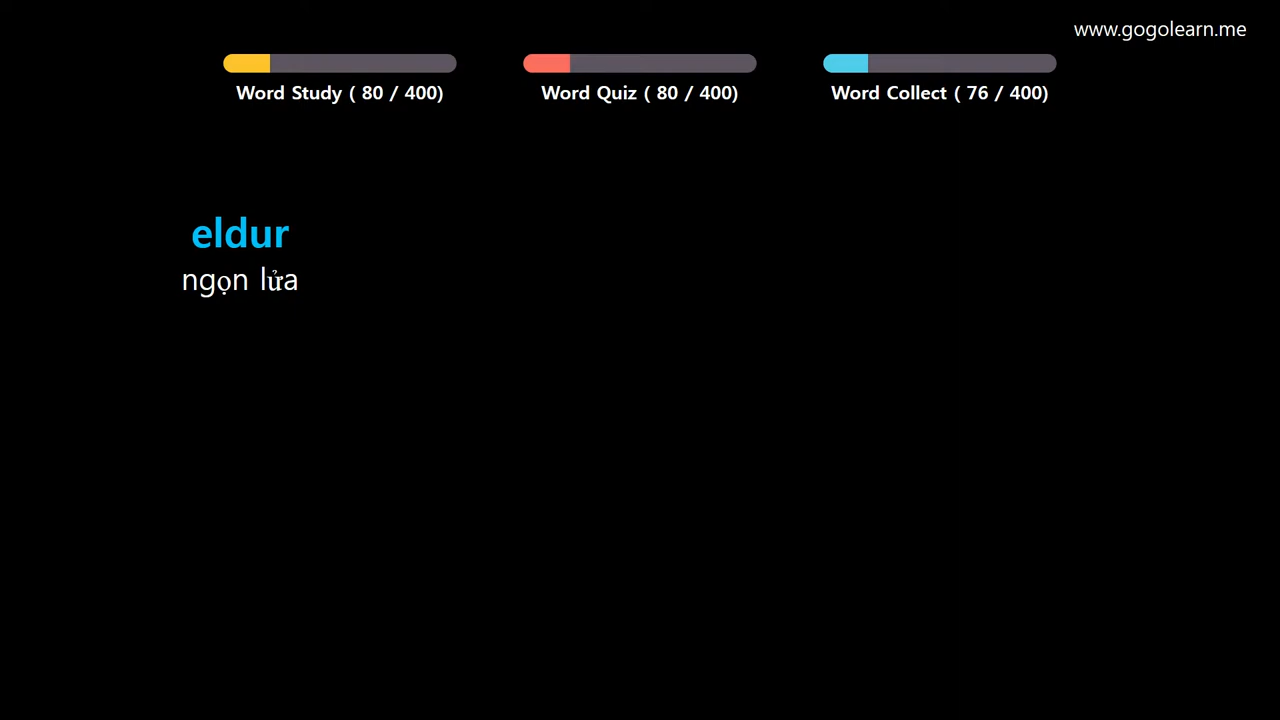 www.gogolearn.me
Word Study ( 80 / 400)
Word Quiz ( 80 / 400)
Word Collect ( 76 / 400)
eldur
ngọn lửa